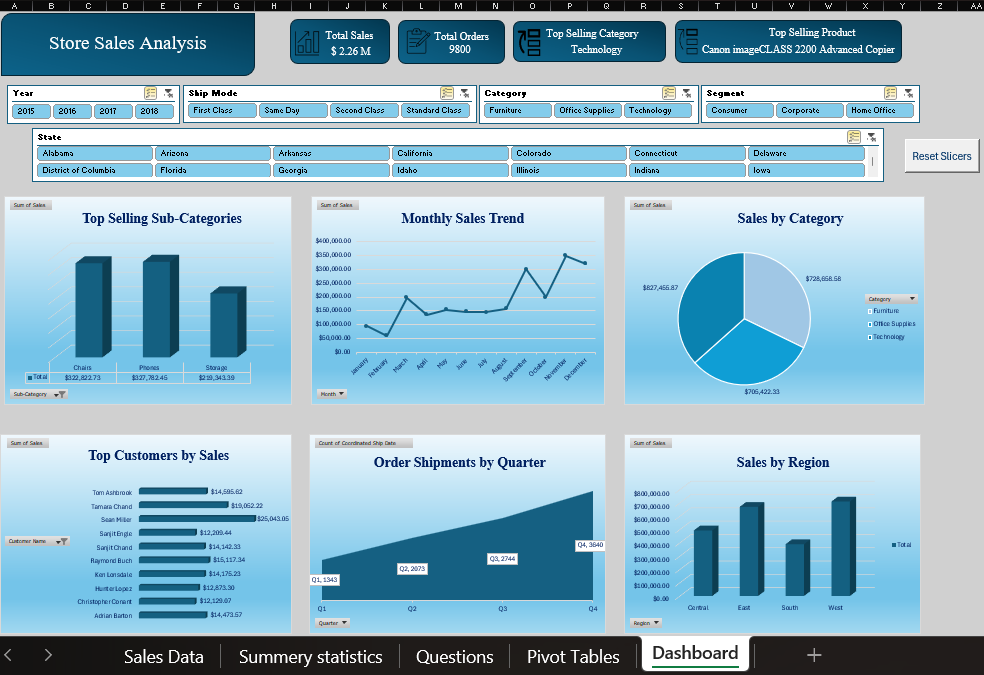 A B C D E F G H I J K L M N O P Q R S T U V W X Y Z AA
Store Sales Analysis
Total Sales
$ 2.26 M
Total Orders
9800
Top Selling Category
Technology
Top Selling Product
Canon imageCLASS 2200 Advanced Copier
Year
2015 2016 2017 2018
Ship Mode
First Class Same Day Second Class Standard Class
Category
Furniture Office Supplies Technology
Segment
Consumer Corporate Home Office
State
Alabama Arizona Arkansas California Colorado Connecticut Delaware
District of Columbia Florida Georgia Idaho Illinois Indiana Iowa
Reset Slicers
Sum of Sales
Top Selling Sub-Categories
Chairs Phones Storage
Total $322,822.73 $327,782.45 $219,343.39
Sub-Category
Sum of Sales
Monthly Sales Trend
$400,000.00
$350,000.00
$300,000.00
$250,000.00
$200,000.00
$150,000.00
$100,000.00
$50,000.00
$0.00
January February March April May June July August September October November December
Month
Sum of Sales
Sales by Category
$827,455.87
$728,658.58
$705,422.33
Category
Furniture
Office Supplies
Technology
Sum of Sales
Top Customers by Sales
Tom Ashbrook $14,595.62
Tamara Chand $19,052.22
Sean Miller $25,043.05
Sanjit Engle $12,209.44
Sanjit Chand $14,142.33
Raymond Buch $15,117.34
Ken Lonsdale $14,175.23
Hunter Lopez $12,873.30
Christopher Conant $12,129.07
Adrian Barton $14,473.57
Customer Name
Count of Coordinated Ship Date
Order Shipments by Quarter
Q1, 1343
Q2, 2073
Q3, 2744
Q4, 3640
Q1 Q2 Q3 Q4
Quarter
Sum of Sales
Sales by Region
$800,000.00
$700,000.00
$600,000.00
$500,000.00
$400,000.00
$300,000.00
$200,000.00
$100,000.00
$0.00
Central East South West
Total
Region
Sales Data Summery statistics Questions Pivot Tables Dashboard